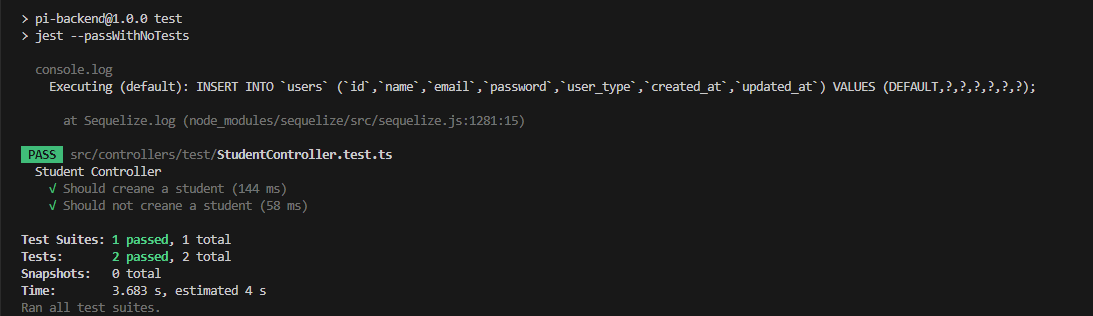 > pi-backend@1.0.0 test
> jest --passWithNoTests
console.log
Executing (default): INSERT INTO `users` (`id`,`name`,`email`,`password`,`user_type`,`created_at`,`updated_at`) VALUES (DEFAULT,?,?,?,?,?,?);
at Sequelize.log (node_modules/sequelize/src/sequelize.js:1281:15)
PASS src/controllers/test/StudentController.test.ts
Student Controller
√ Should creane a student (144 ms)
√ Should not creane a student (58 ms)
Test Suites: 1 passed, 1 total
Tests: 2 passed, 2 total
Snapshots: 0 total
Time: 3.683 s, estimated 4 s
Ran all test suites.